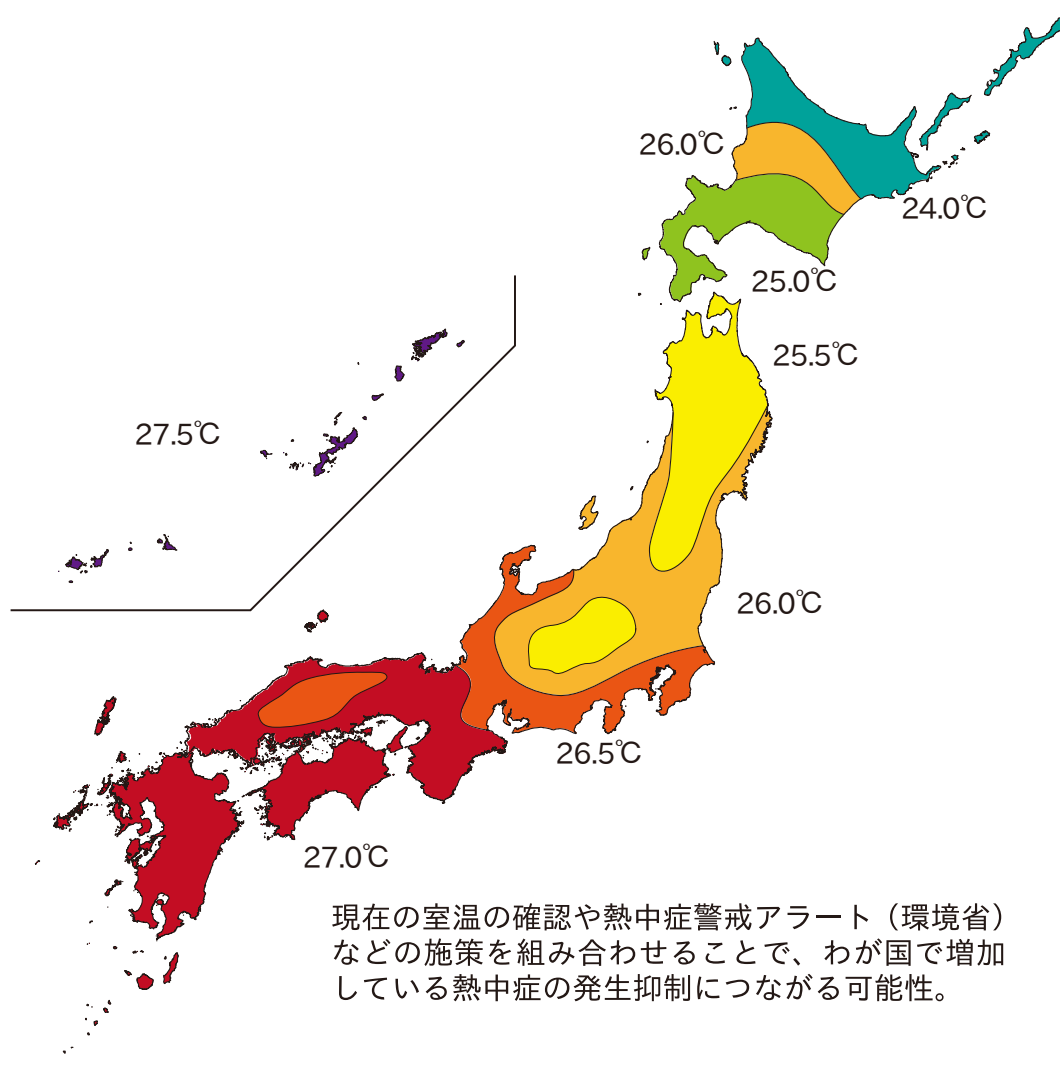 26.0℃
24.0℃
25.0℃
25.5℃
27.5℃
26.0℃
26.5℃
27.0℃
現在の室温の確認や熱中症警戒アラート（環境省）
などの施策を組み合わせることで、わが国で増加
している熱中症の発生抑制につながる可能性。